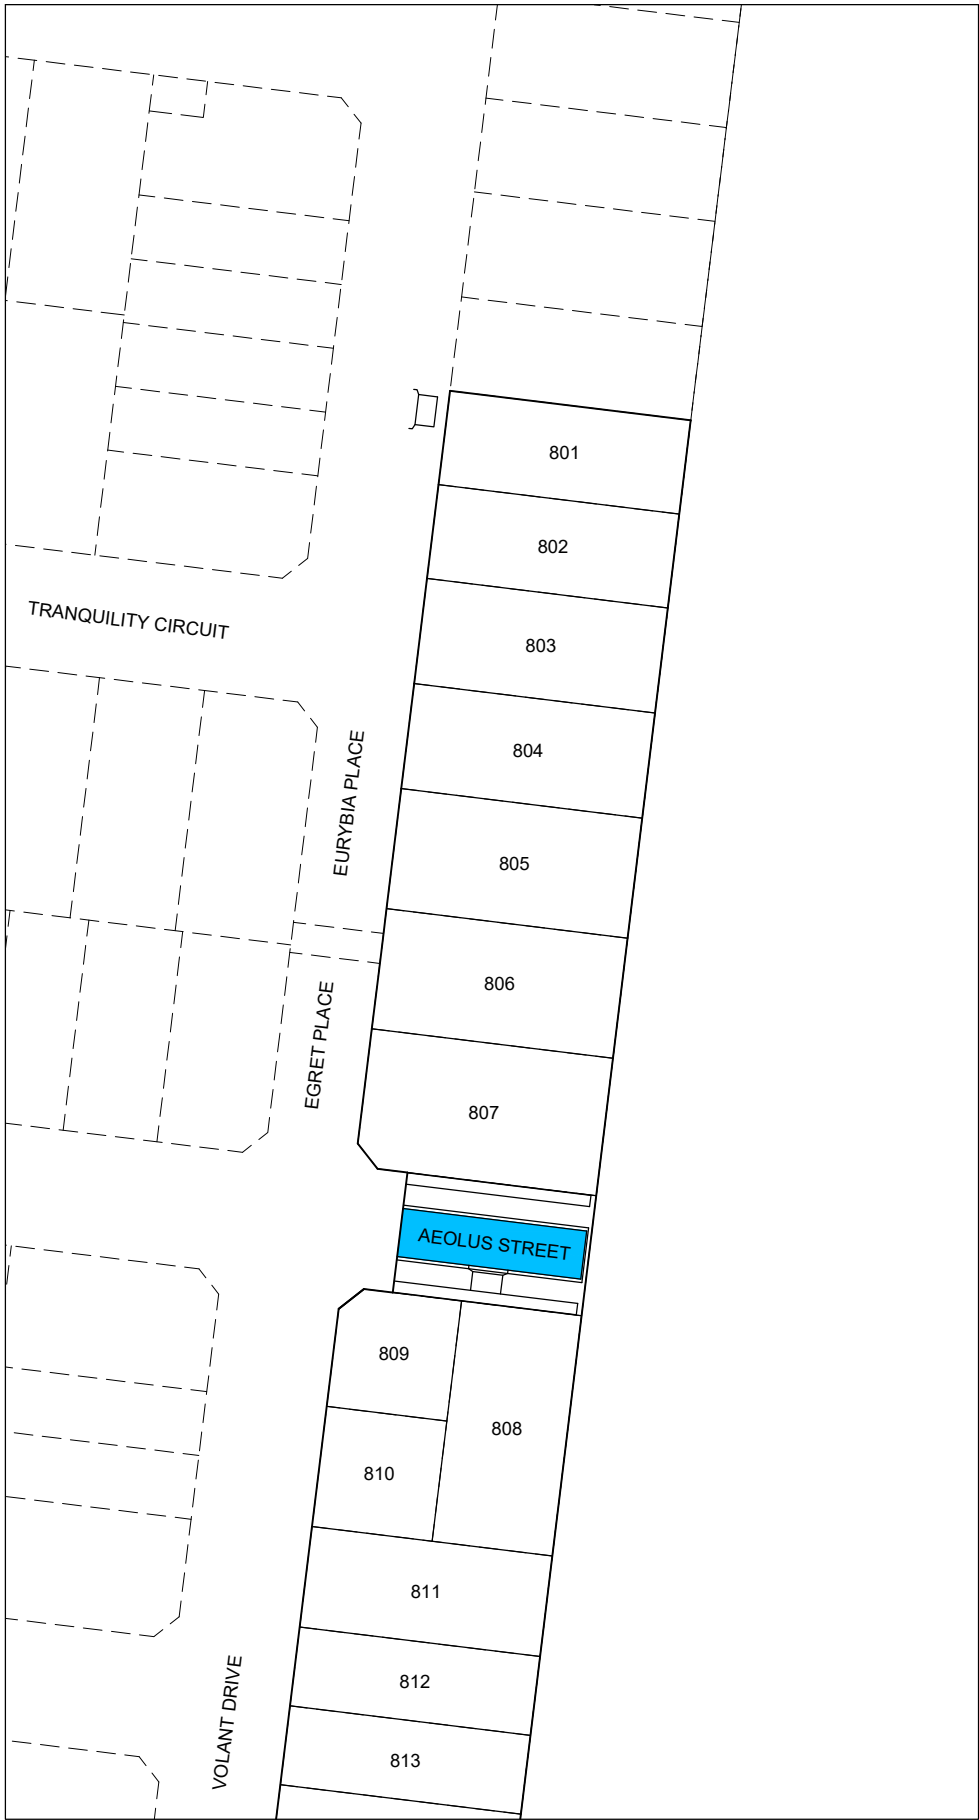 801
802
TRANQUILITY CIRCUIT
803
EURYBIA PLACE
804
805
806
EGRET PLACE
807
AEOLUS STREET
809
808
810
811
VOLANT DRIVE
812
813